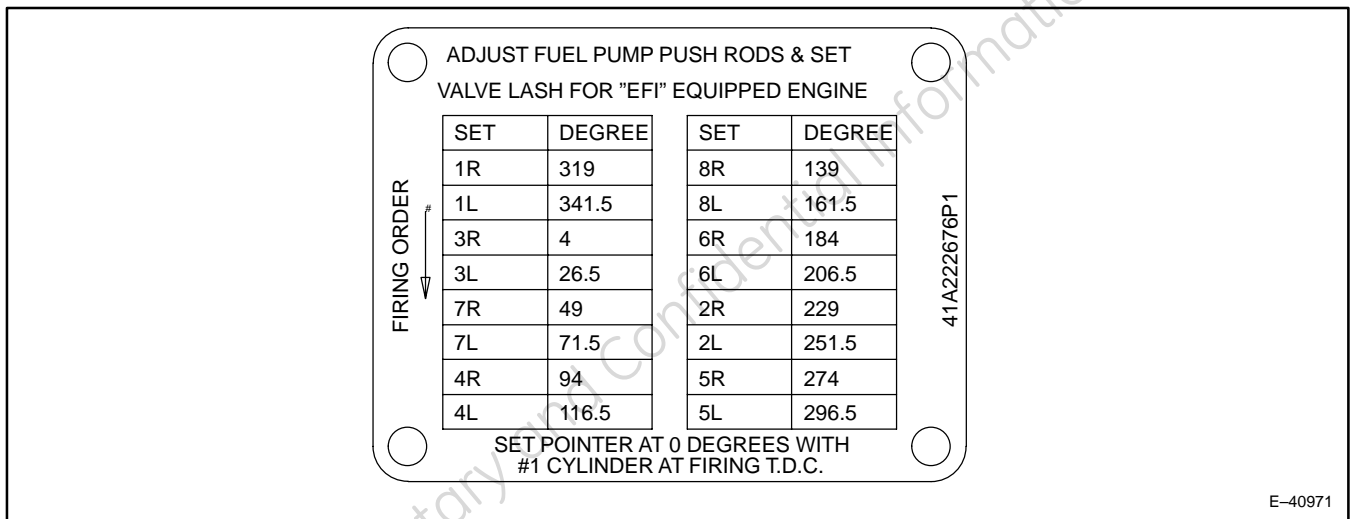 ADJUST FUEL PUMP PUSH RODS & SET
VALVE LASH FOR ”EFI” EQUIPPED ENGINE
SET DEGREE SET DEGREE
1R 319 8R 139
1L 341.5 8L 161.5
3R 4 6R 184
3L 26.5 6L 206.5
7R 49 2R 229
7L 71.5 2L 251.5
4R 94 5R 274
4L 116.5 5L 296.5
FIRING ORDER
#
41A222676P1
SET POINTER AT 0 DEGREES WITH
#1 CYLINDER AT FIRING T.D.C.
E–40971
and Confidential Information